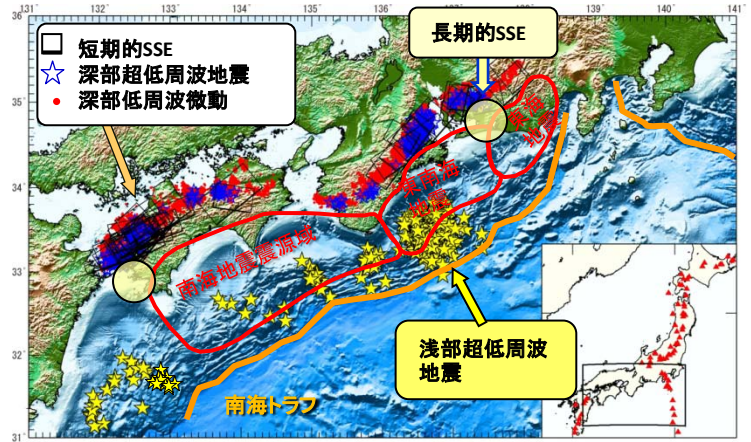 131° 132° 133° 134° 135° 136° 137° 138° 139° 140° 141°
36°
35°
34°
33°
32°
31°
短期的SSE
深部超低周波地震
深部低周波微動
長期的SSE
東海
地震
東南海
地震
南海地震震源域
浅部超低周波
地震
南海トラフ